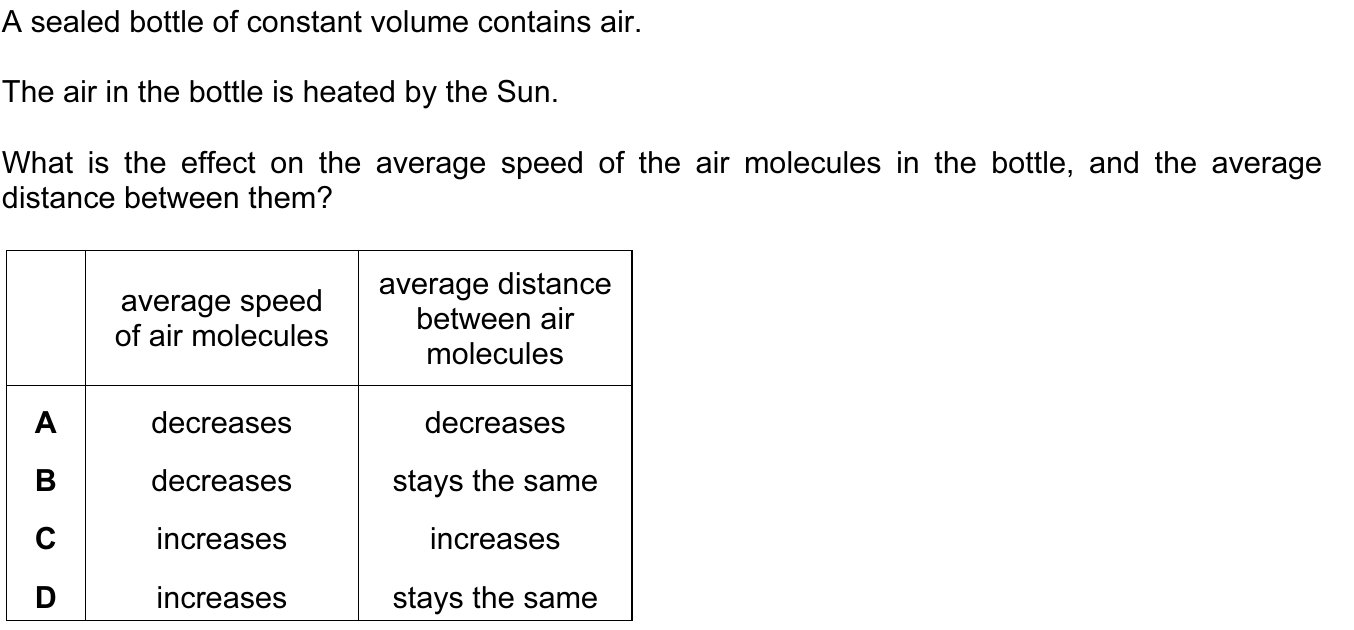 A sealed bottle of constant volume contains air.
The air in the bottle is heated by the Sun.
What is the effect on the average speed of the air molecules in the bottle, and the average
distance between them?
average speed
of air molecules
average distance
between air
molecules
A decreases decreases
B decreases stays the same
C increases increases
D increases stays the same